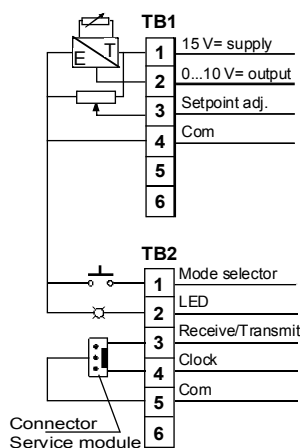 TB1
E T
1 15 V= supply
2 0...10 V= output
3 Setpoint adj.
4 Com
5
6
TB2
1 Mode selector
2 LED
3 Receive/Transmit
4 Clock
5 Com
6
Connector
Service module